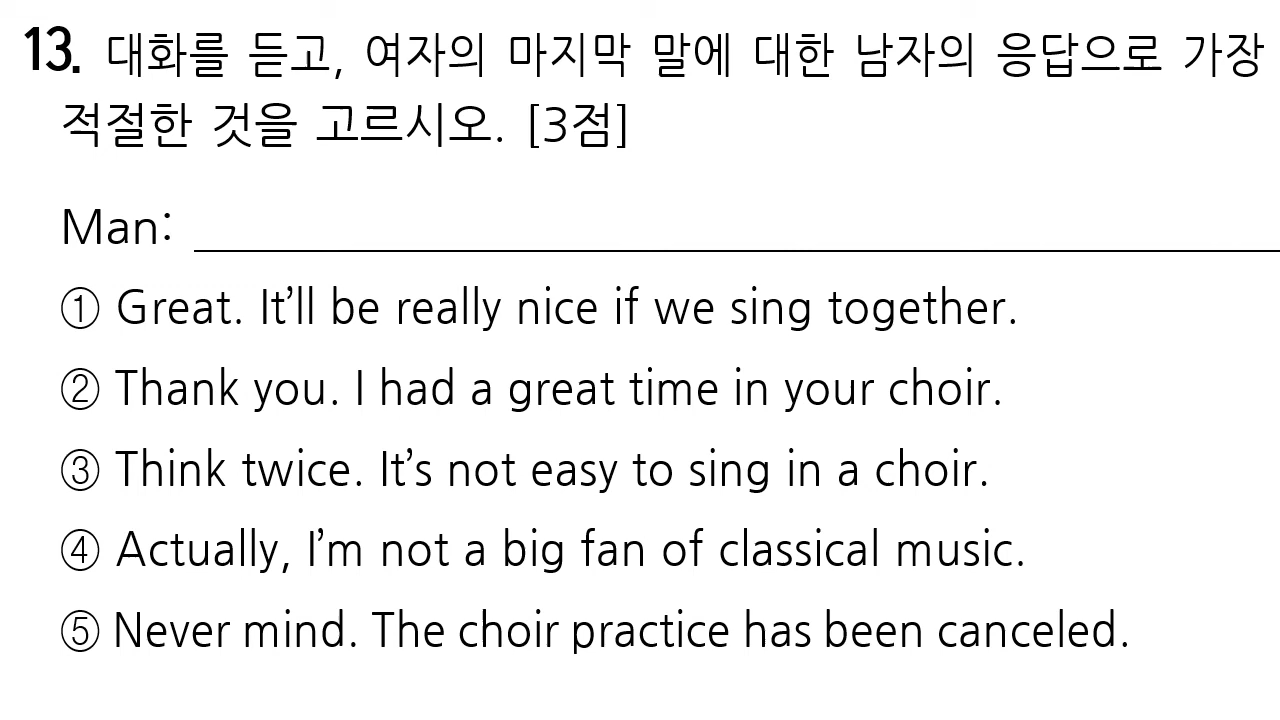 13. 대화를 듣고, 여자의 마지막 말에 대한 남자의 응답으로 가장
적절한 것을 고르시오. [3점]
Man:
① Great. It’ll be really nice if we sing together.
② Thank you. I had a great time in your choir.
③ Think twice. It’s not easy to sing in a choir.
④ Actually, I’m not a big fan of classical music.
⑤ Never mind. The choir practice has been canceled.